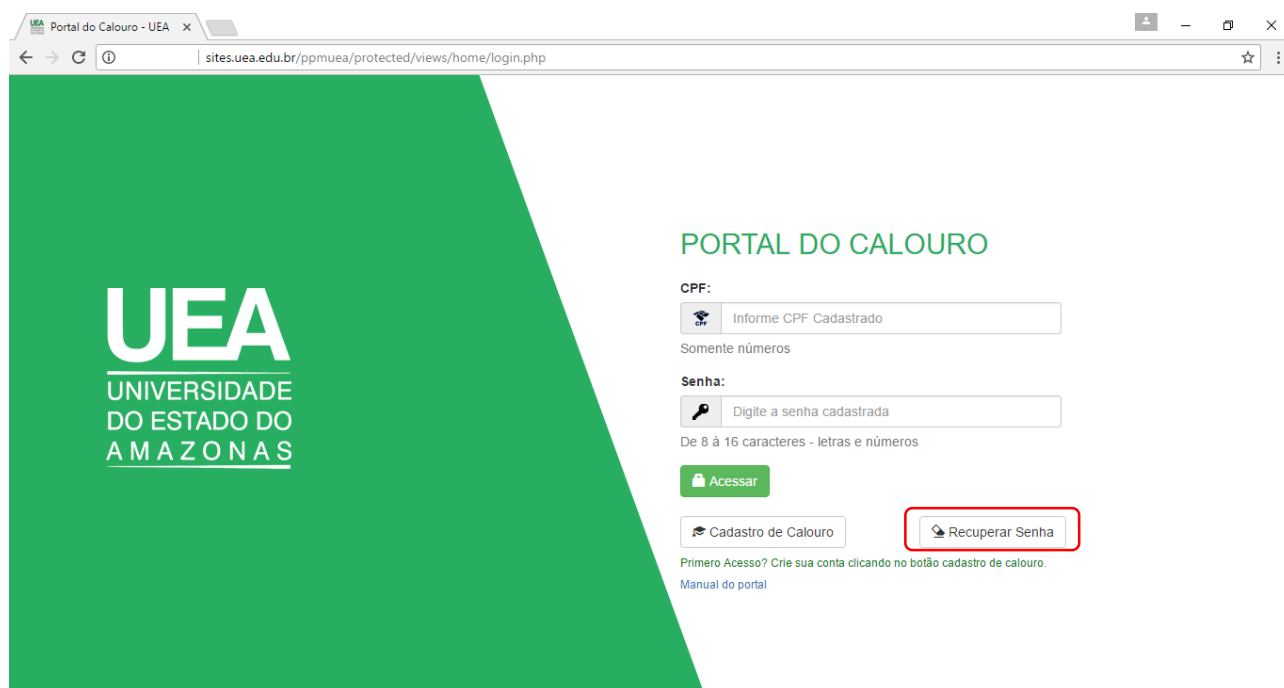 Portal do Calouro - UEA
sites.uea.edu.br/ppmuea/protected/views/home/login.php
UEA
UNIVERSIDADE
DO ESTADO DO
AMAZONAS
PORTAL DO CALOURO
CPF:
CPF
Informe CPF Cadastrado
Somente números
Senha:
Digite a senha cadastrada
De 8 à 16 caracteres - letras e números
Acessar
Cadastro de Calouro
Recuperar Senha
Primero Acesso? Crie sua conta clicando no botão cadastro de calouro.
Manual do portal